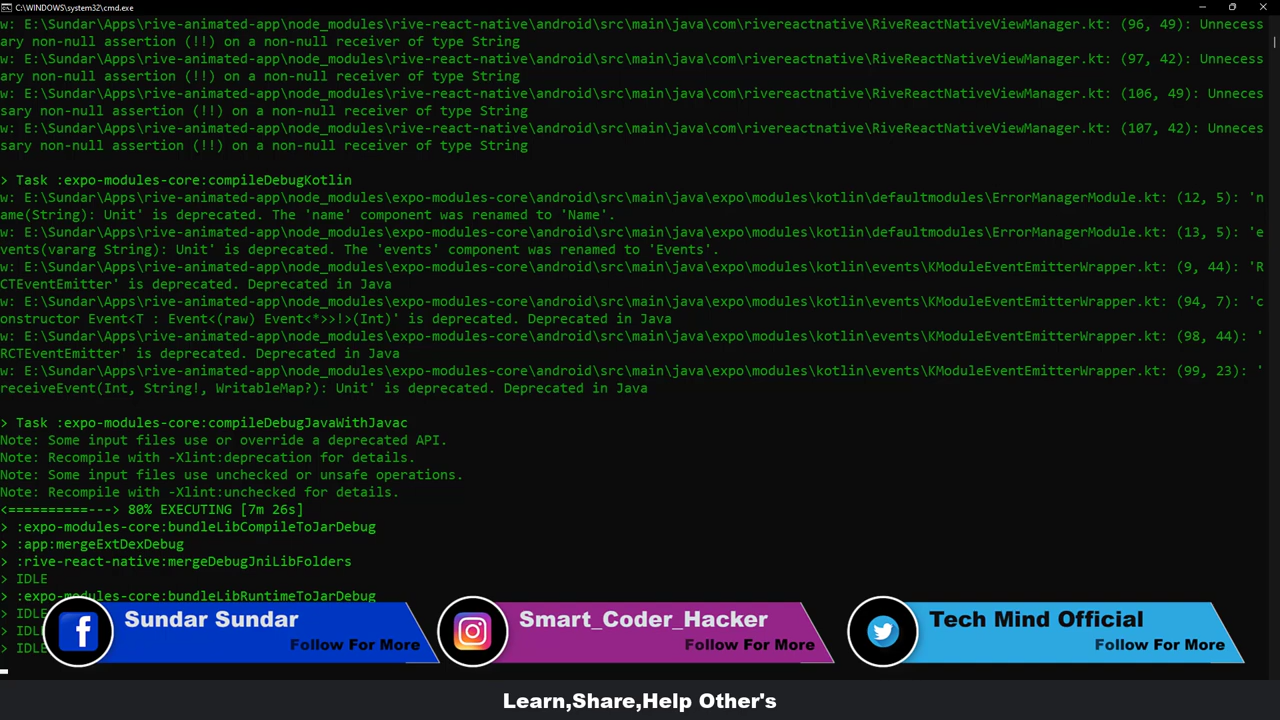 C:\WINDOWS\system32\cmd.exe
w: E:\Sundar\Apps\rive-animated-app\node_modules\rive-react-native\android\src\main\java\com\rivereactnative\RiveReactNativeViewManager.kt: (96, 49): Unneces
sary non-null assertion (!!) on a non-null receiver of type String
w: E:\Sundar\Apps\rive-animated-app\node_modules\rive-react-native\android\src\main\java\com\rivereactnative\RiveReactNativeViewManager.kt: (97, 42): Unneces
sary non-null assertion (!!) on a non-null receiver of type String
w: E:\Sundar\Apps\rive-animated-app\node_modules\rive-react-native\android\src\main\java\com\rivereactnative\RiveReactNativeViewManager.kt: (106, 49): Unneces
sary non-null assertion (!!) on a non-null receiver of type String
w: E:\Sundar\Apps\rive-animated-app\node_modules\rive-react-native\android\src\main\java\com\rivereactnative\RiveReactNativeViewManager.kt: (107, 42): Unneces
sary non-null assertion (!!) on a non-null receiver of type String
> Task :expo-modules-core:compileDebugKotlin
w: E:\Sundar\Apps\rive-animated-app\node_modules\expo-modules-core\android\src\main\java\expo\modules\kotlin\defaultmodules\ErrorManagerModule.kt: (12, 5): 'n
ame(String): Unit' is deprecated. The 'name' component was renamed to 'Name'.
w: E:\Sundar\Apps\rive-animated-app\node_modules\expo-modules-core\android\src\main\java\expo\modules\kotlin\defaultmodules\ErrorManagerModule.kt: (13, 5): 'e
vents(vararg String): Unit' is deprecated. The 'events' component was renamed to 'Events'.
w: E:\Sundar\Apps\rive-animated-app\node_modules\expo-modules-core\android\src\main\java\expo\modules\kotlin\events\KModuleEventEmitterWrapper.kt: (9, 44): 'R
CTEventEmitter' is deprecated. Deprecated in Java
w: E:\Sundar\Apps\rive-animated-app\node_modules\expo-modules-core\android\src\main\java\expo\modules\kotlin\events\KModuleEventEmitterWrapper.kt: (94, 7): 'c
onstructor Event<T : Event<(raw) Event<*>>!>(Int)' is deprecated. Deprecated in Java
w: E:\Sundar\Apps\rive-animated-app\node_modules\expo-modules-core\android\src\main\java\expo\modules\kotlin\events\KModuleEventEmitterWrapper.kt: (98, 44): '
RCTEventEmitter' is deprecated. Deprecated in Java
w: E:\Sundar\Apps\rive-animated-app\node_modules\expo-modules-core\android\src\main\java\expo\modules\kotlin\events\KModuleEventEmitterWrapper.kt: (99, 23): '
receiveEvent(Int, String!, WritableMap?): Unit' is deprecated. Deprecated in Java
> Task :expo-modules-core:compileDebugJavaWithJavac
Note: Some input files use or override a deprecated API.
Note: Recompile with -Xlint:deprecation for details.
Note: Some input files use unchecked or unsafe operations.
Note: Recompile with -Xlint:unchecked for details.
<==========---> 80% EXECUTING [7m 26s]
> :expo-modules-core:bundleLibCompileToJarDebug
> :app:mergeExtDexDebug
> :rive-react-native:mergeDebugJniLibFolders
> IDLE
> :expo-modules-core:bundleLibRuntimeToJarDebug
> IDLE
> IDLE
> IDLE
Sundar Sundar
Follow For More
Smart_Coder_Hacker
Follow For More
Tech Mind Official
Follow For More
Learn,Share,Help Other's